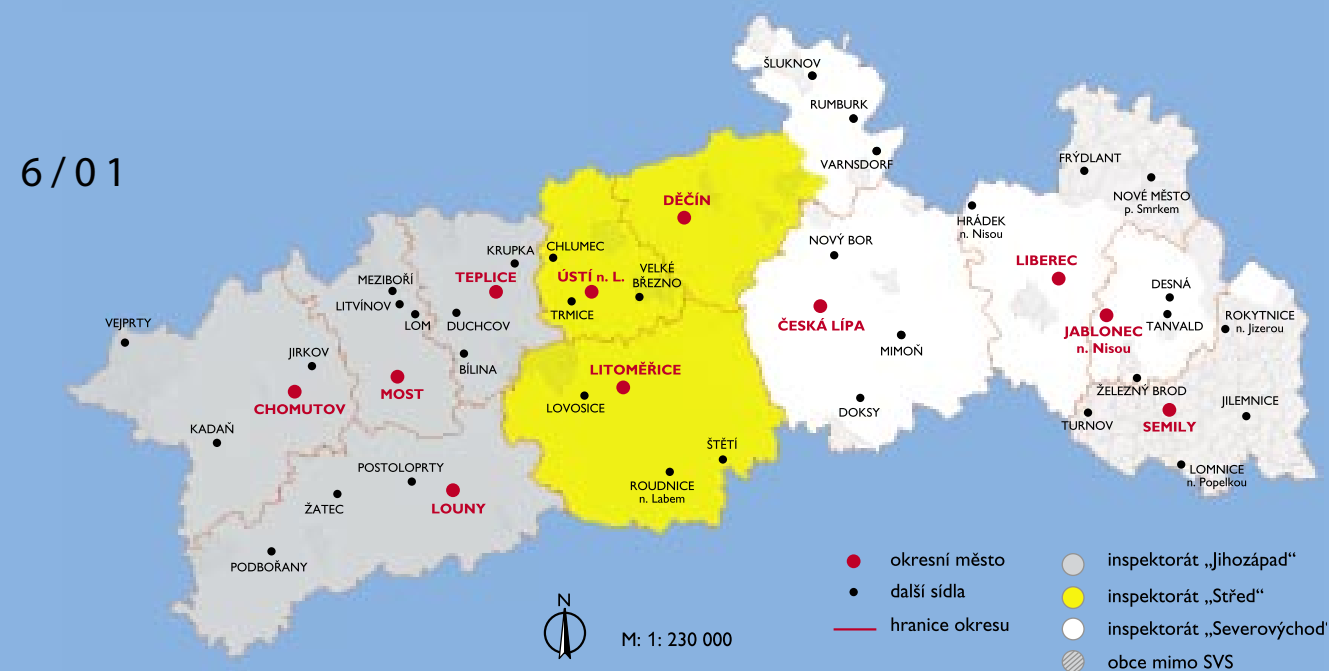 ŠLUKNOV
RUMBURK
VARNSDORF
6/01
FRÝDLANT
NOVÉ MĚSTO
p. Smrkem
DĚČÍN
HRÁDEK
n. Nisou
NOVÝ BOR
KRUPKA
CHLUMEC
LIBEREC
MEZIBOŘÍ
TEPLICE
ÚSTÍ n. L.
VELKÉ
BŘEZNO
DESNÁ
LITVÍNOV
LOM
DUCHCOV
TRMICE
VEJPRTY
ČESKÁ LÍPA
TANVALD
ROKYTNICE
n. Jizerou
JABLONEC
n. Nisou
JIRKOV
BÍLINA
MIMOŇ
LITOMĚŘICE
MOST
CHOMUTOV
LOVOSICE
DOKSY
ŽELEZNÝ BROD
JILEMNICE
TURNOV
SEMILY
KADAŇ
ŠTĚTÍ
POSTOLOPRTY
ROUDNICE
n. Labem
LOMNICE
n. Popelkou
ŽATEC
LOUNY
PODBOŘANY
okresní město
další sídla
hranice okresu
inspektorát „Jihozápad“
inspektorát „Střed“
inspektorát „Severovýchod“
obce mimo SVS
N
M: 1: 230 000